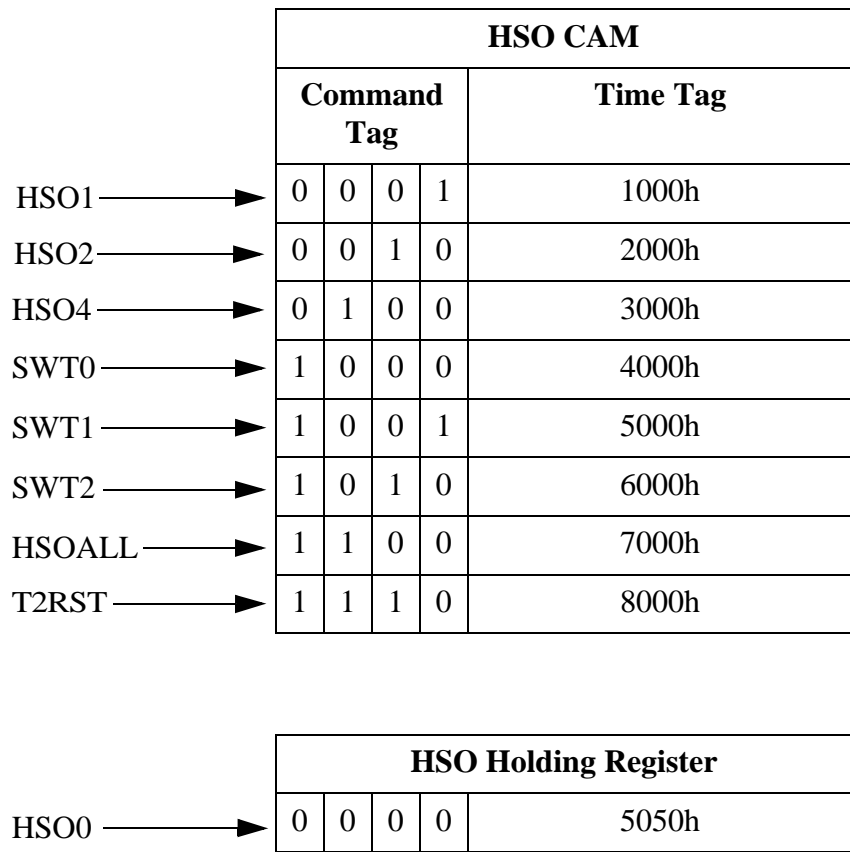 HSO CAM
Command Tag Time Tag
HSO1 0 0 0 1 1000h
HSO2 0 0 1 0 2000h
HSO4 0 1 0 0 3000h
SWT0 1 0 0 0 4000h
SWT1 1 0 0 1 5000h
SWT2 1 0 1 0 6000h
HSOALL 1 1 0 0 7000h
T2RST 1 1 1 0 8000h
HSO Holding Register
HSO0 0 0 0 0 5050h